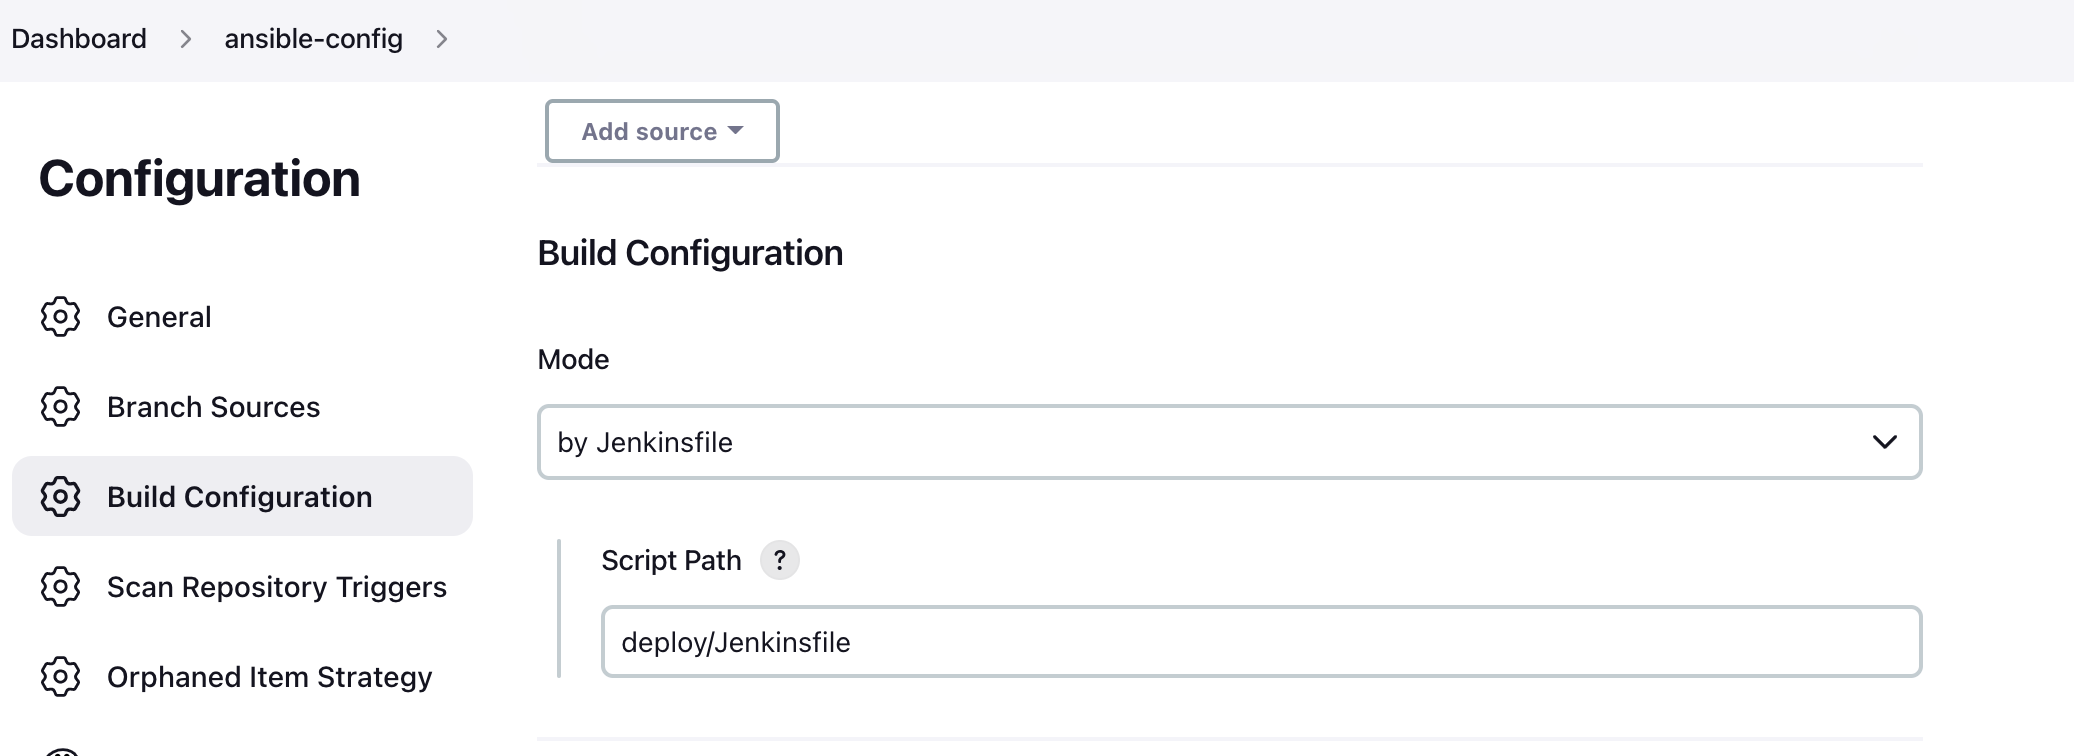 Dashboard > ansible-config >
Add source
Configuration
Build Configuration
General
Mode
Branch Sources
by Jenkinsfile
Build Configuration
Script Path ?
Scan Repository Triggers
deploy/Jenkinsfile
Orphaned Item Strategy